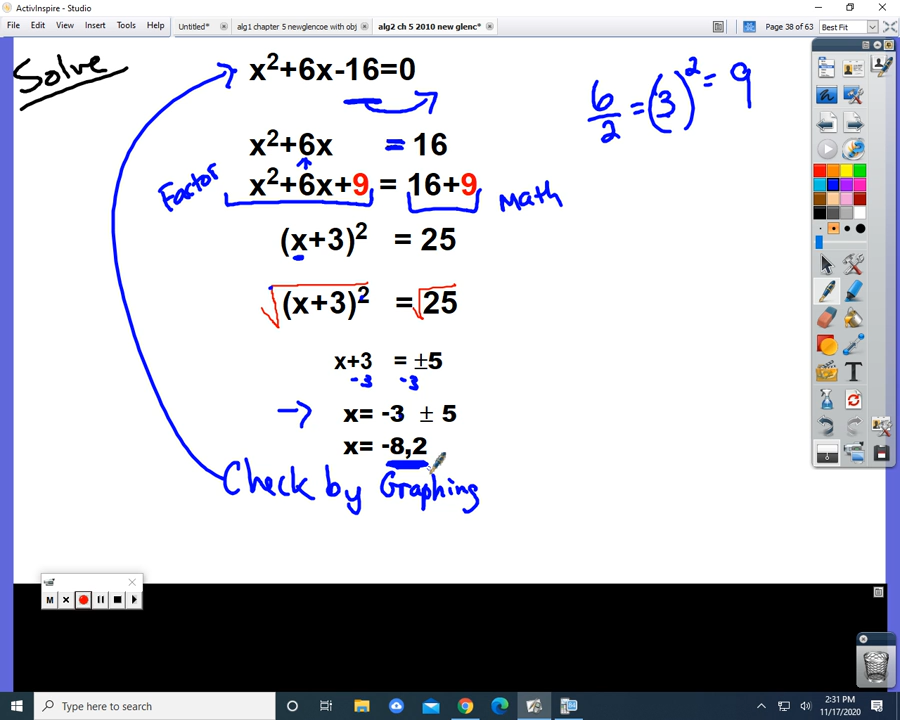 ActivInspire - Studio
File Edit View Insert Tools Help
Untitled*
alg1 chapter 5 newglencoe with obj
alg2 ch 5 2010 new glenc*
Page 38 of 63
Best Fit
Solve
x²+6x-16=0
6/2 = (3)² = 9
x²+6x = 16
Factor
x²+6x+9 = 16+9
Math
(x+3)² = 25
√(x+3)² = √25
x+3 = ±5
-3 -3
x= -3 ± 5
x= -8,2
Check by Graphing
M
Type here to search
2:31 PM
11/17/2020